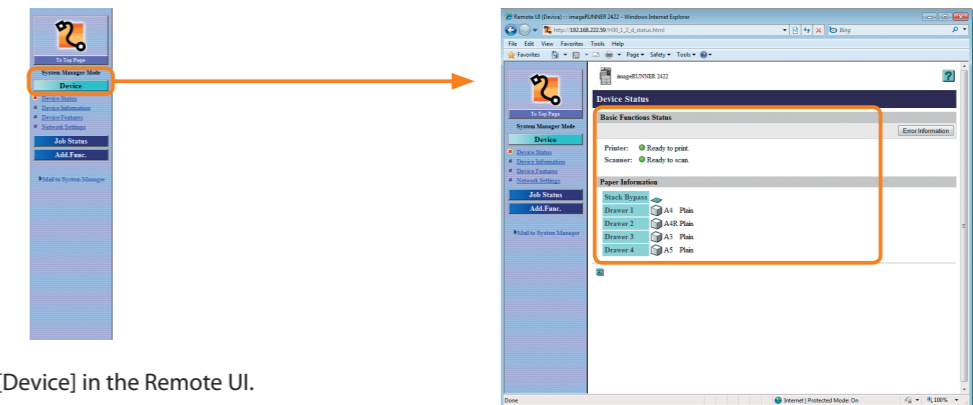 To Top Page
System Manager Mode
Device
Device Status
Device Information
Device Features
Network Settings
Job Status
Add.Func.
Mail to System Manager
[Device] in the Remote UI.
Remote UI (Device) : : imageRUNNER 2422 - Windows Internet Explorer
Bing
File Edit View Favorites Tools Help
Favorites Page Safety Tools
To Top Page
System Manager Mode
Device
Device Status
Device Information
Device Features
Network Settings
Job Status
Add.Func.
Mail to System Manager
imageRUNNER 2422
Device Status
Basic Functions Status
Error Information
Printer: Ready to print.
Scanner: Ready to scan.
Paper Information
Stack Bypass
Drawer 1 A4 Plain
Drawer 2 A4R Plain
Drawer 3 A3 Plain
Drawer 4 A5 Plain
Done Internet | Protected Mode: On 100%